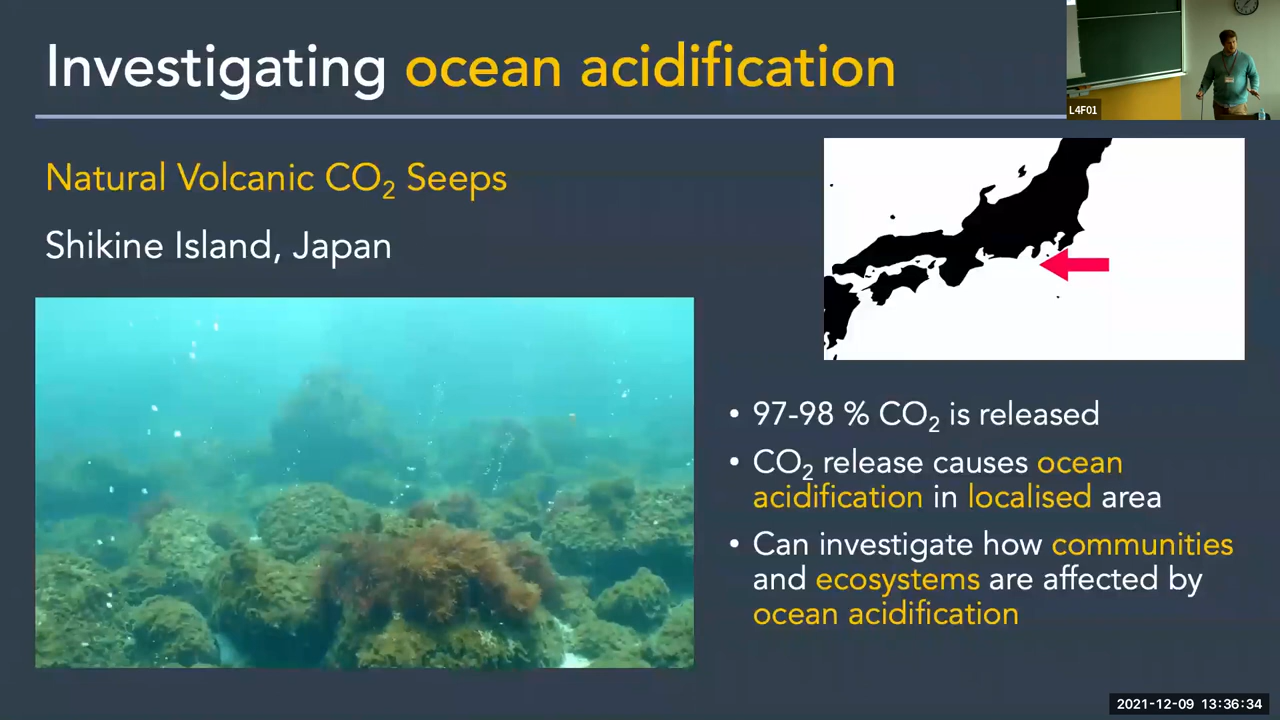 Investigating ocean acidification
L4F01
Natural Volcanic CO₂ Seeps
Shikine Island, Japan
• 97-98 % CO₂ is released
• CO₂ release causes ocean
acidification in localised area
• Can investigate how communities
and ecosystems are affected by
ocean acidification
2021-12-09 13:36:34